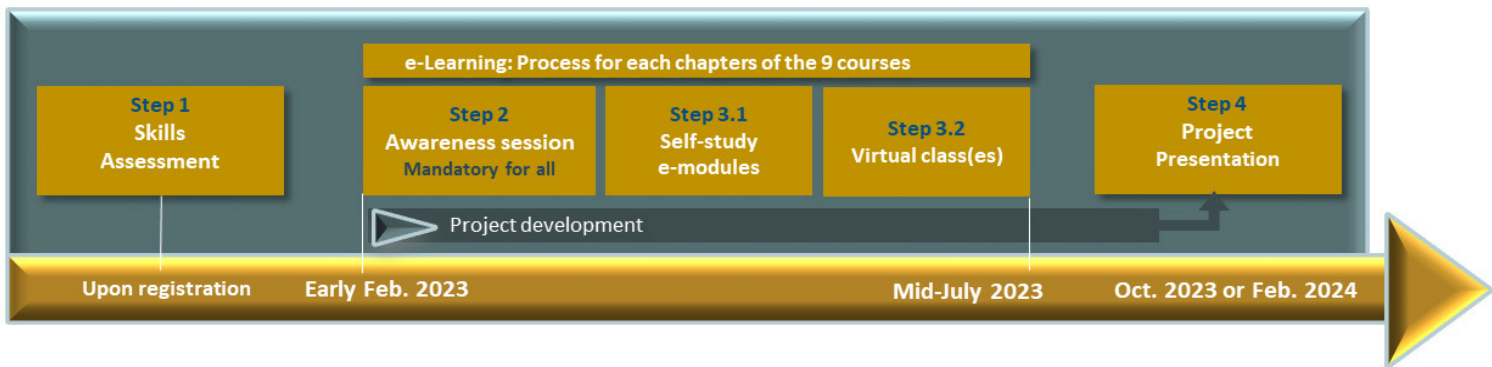 e-Learning: Process for each chapters of the 9 courses
Step 1
Skills
Assessment
Step 2
Awareness session
Mandatory for all
Step 3.1
Self-study
e-modules
Step 3.2
Virtual class(es)
Step 4
Project
Presentation
Project development
Upon registration
Early Feb. 2023
Mid-July 2023
Oct. 2023 or Feb. 2024